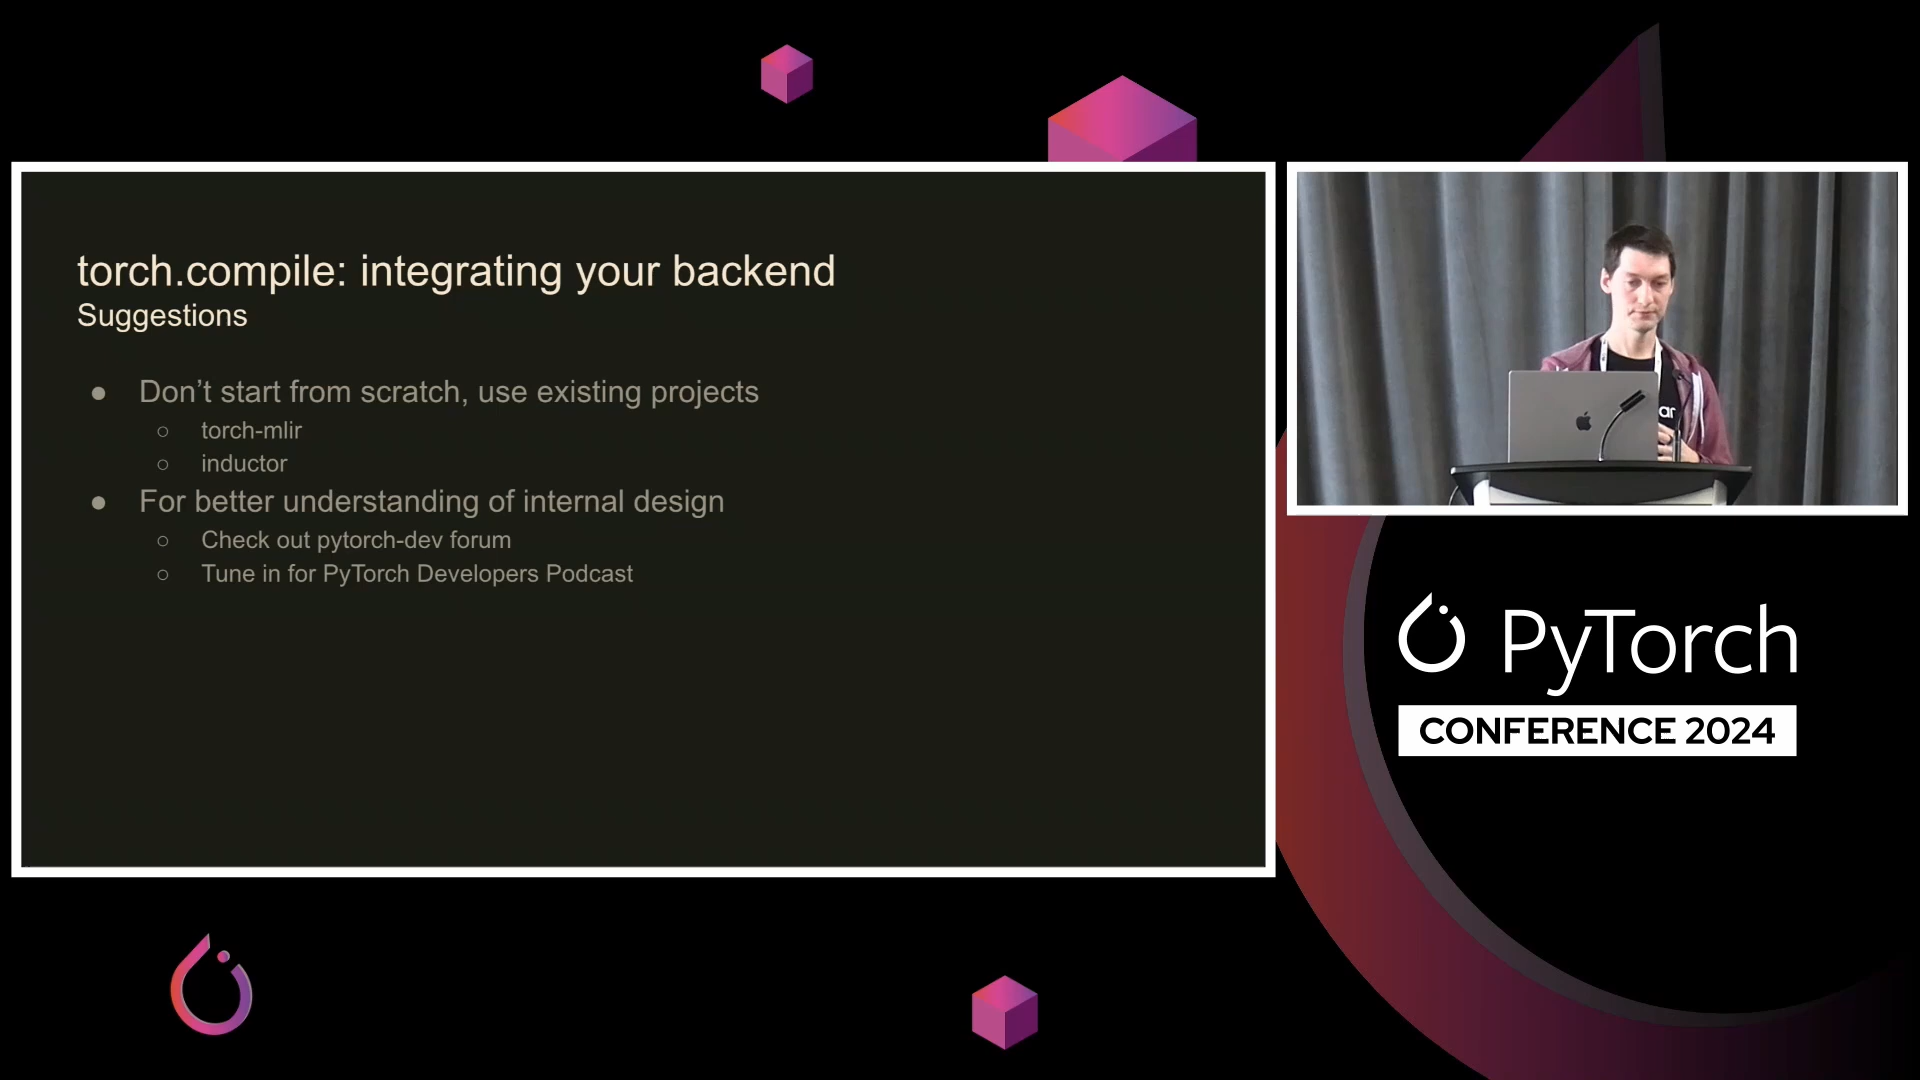 torch.compile: integrating your backend
Suggestions
● Don’t start from scratch, use existing projects
○ torch-mlir
○ inductor
● For better understanding of internal design
○ Check out pytorch-dev forum
○ Tune in for PyTorch Developers Podcast
ar
PyTorch
CONFERENCE 2024